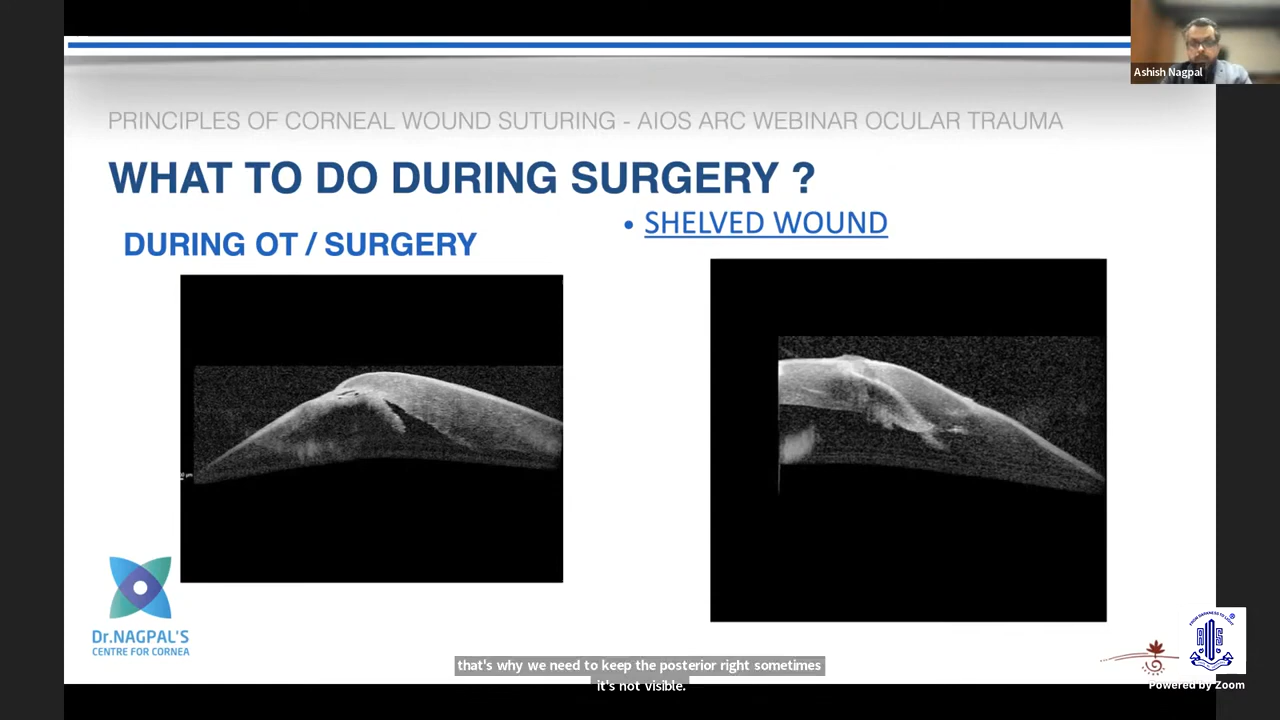 Ashish Nagpal
PRINCIPLES OF CORNEAL WOUND SUTURING - AIOS ARC WEBINAR OCULAR TRAUMA
WHAT TO DO DURING SURGERY ?
• SHELVED WOUND
DURING OT / SURGERY
Dr.NAGPAL'S
CENTRE FOR CORNEA
that's why we need to keep the posterior right sometimes
it's not visible.
Powered by Zoom